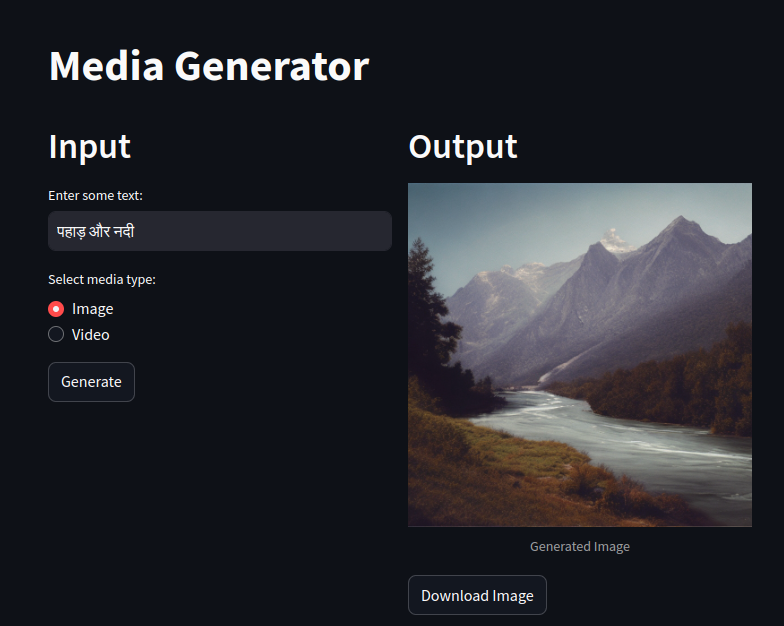 Media Generator
Input
Enter some text:
पहाड़ और नदी
Select media type:
Image
Video
Generate
Output
Generated Image
Download Image